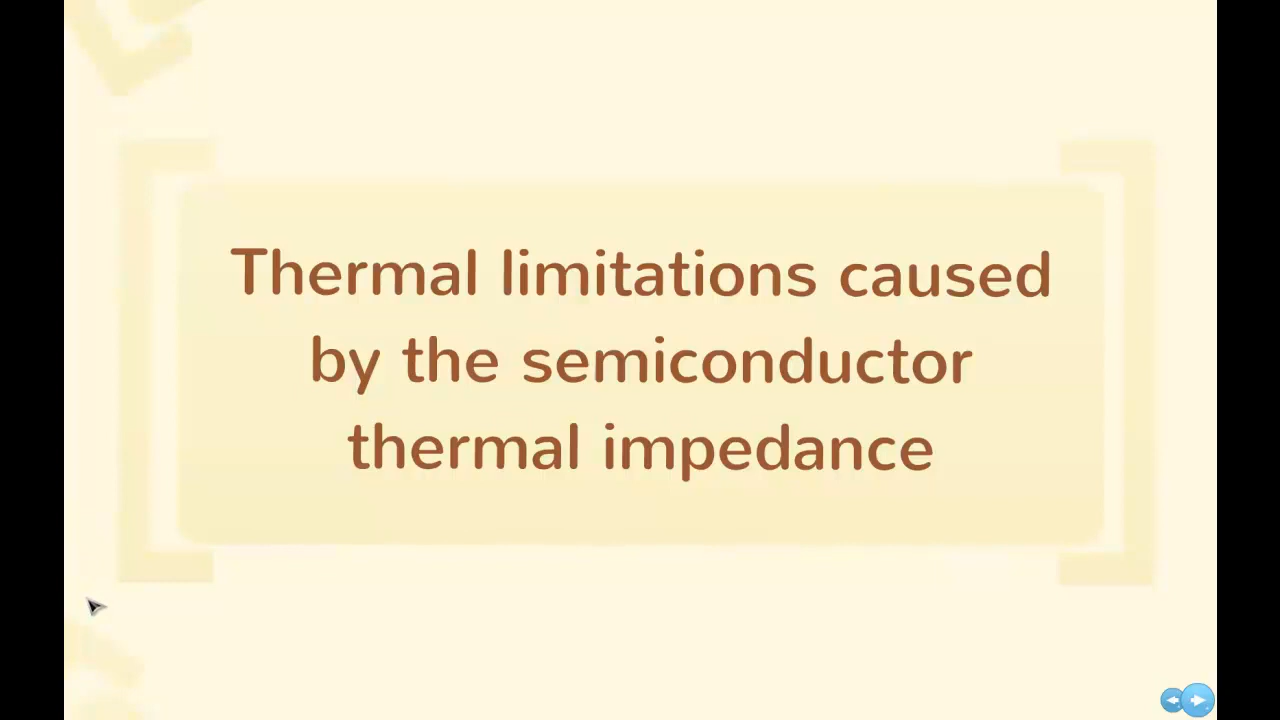 Thermal limitations caused
by the semiconductor
thermal impedance